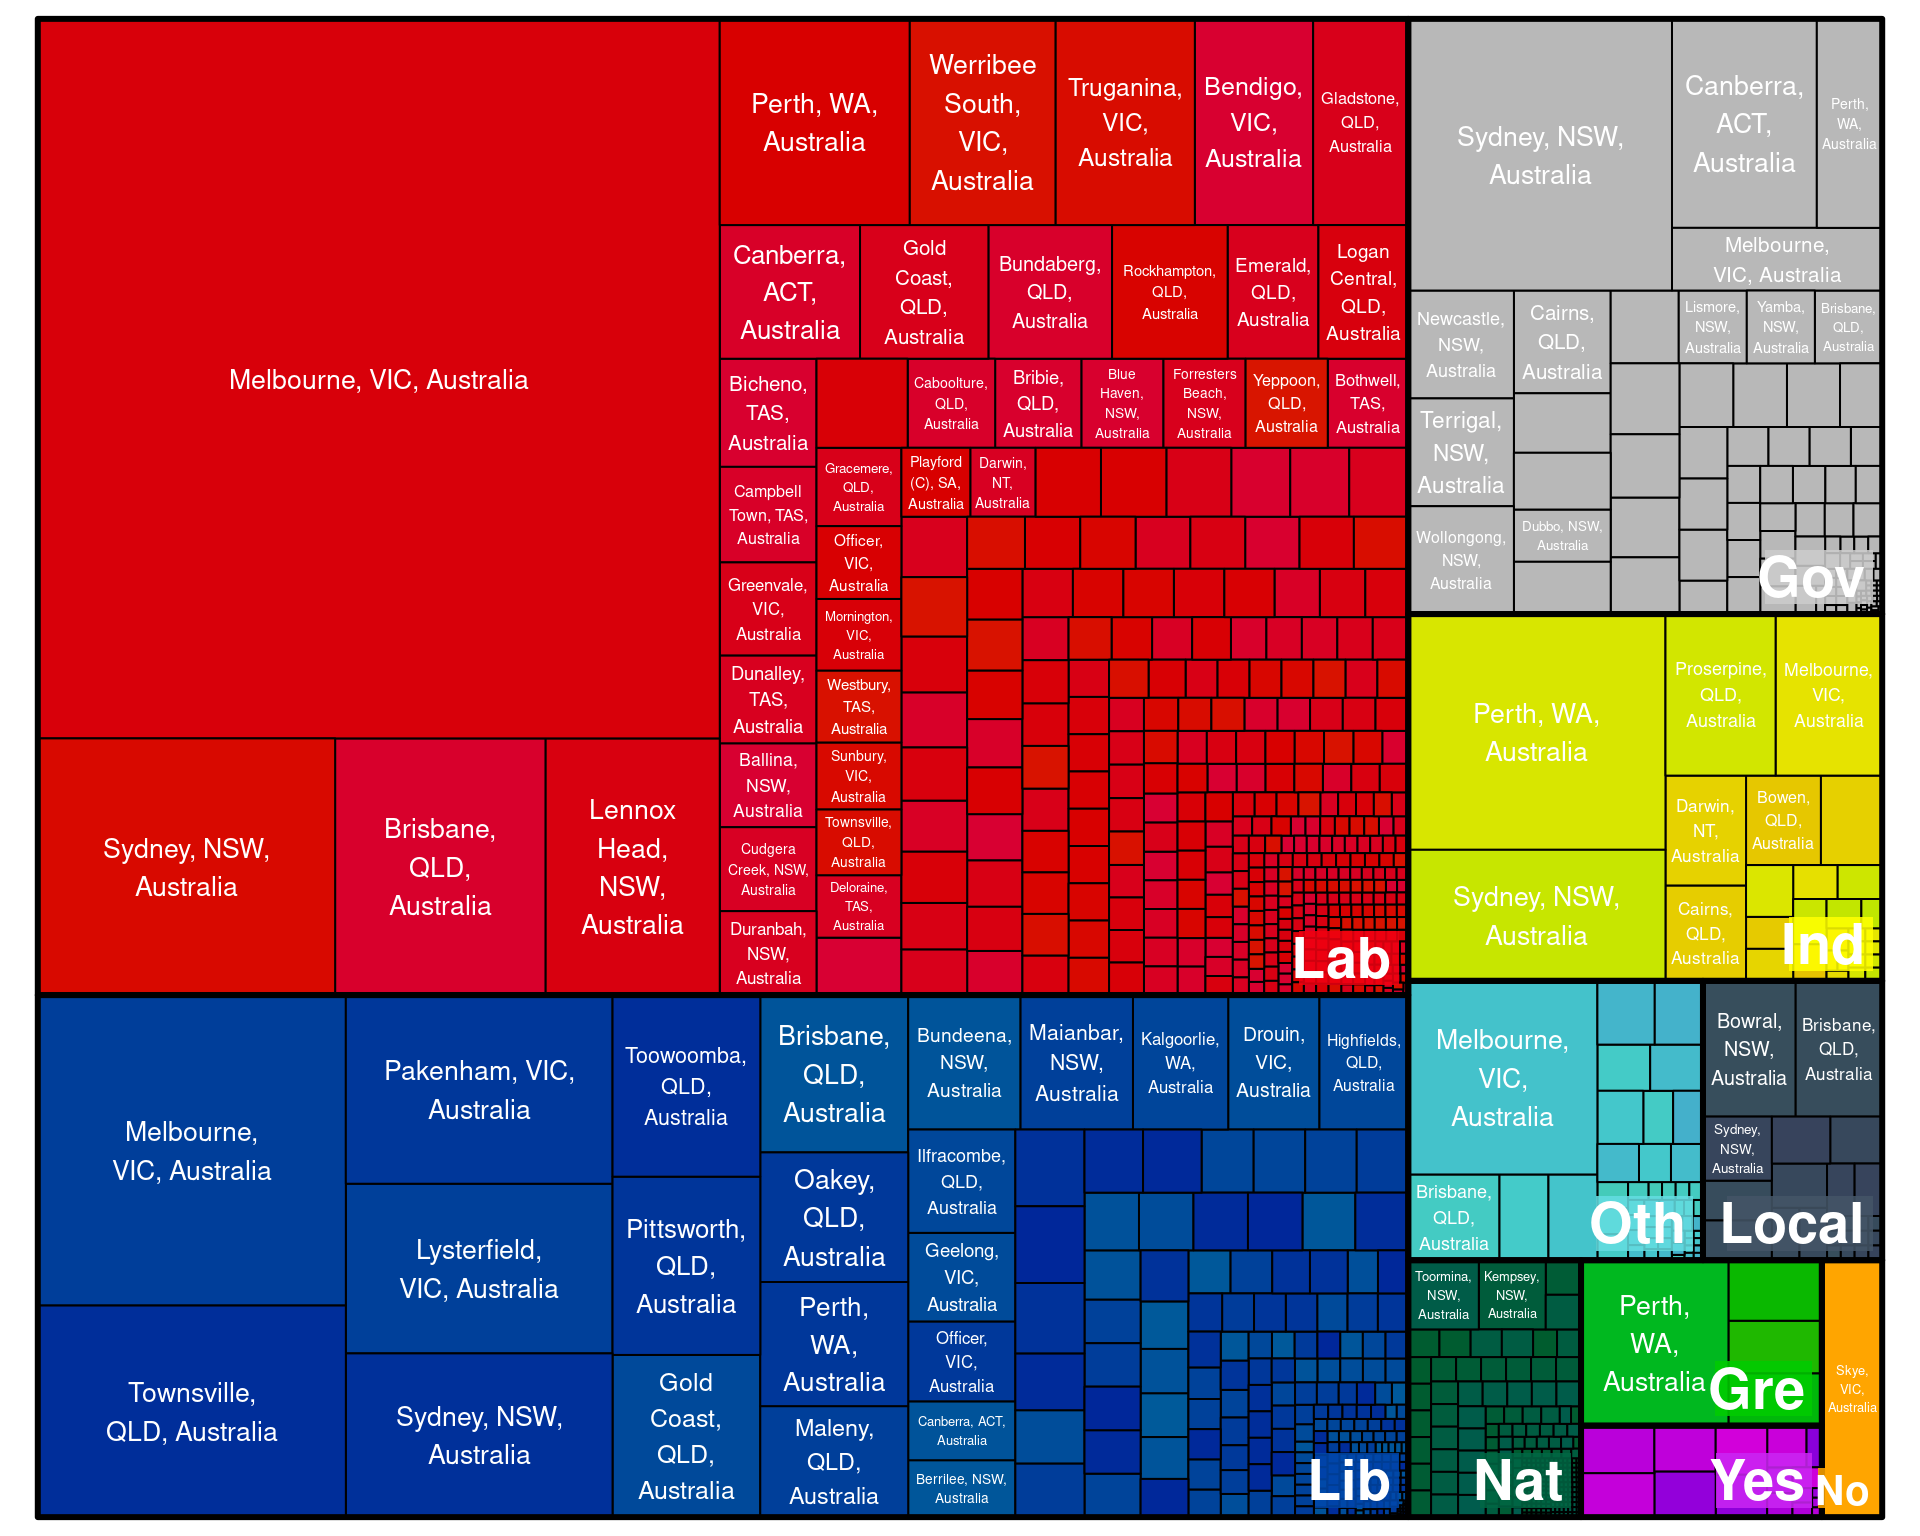 Melbourne, VIC, Australia
Sydney, NSW,
Australia
Brisbane,
QLD,
Australia
Lennox
Head,
NSW,
Australia
Perth, WA,
Australia
Werribee
South,
VIC,
Australia
Truganina,
VIC,
Australia
Bendigo,
VIC,
Australia
Gladstone,
QLD,
Australia
Canberra,
ACT,
Australia
Gold
Coast,
QLD,
Australia
Bundaberg,
QLD,
Australia
Rockhampton,
QLD,
Australia
Emerald,
QLD,
Australia
Logan
Central,
QLD,
Australia
Bicheno,
TAS,
Australia
Campbell
Town, TAS,
Australia
Greenvale,
VIC,
Australia
Dunalley,
TAS,
Australia
Ballina,
NSW,
Australia
Cudgera
Creek, NSW,
Australia
Duranbah,
NSW,
Australia
Gracemere,
QLD,
Australia
Officer,
VIC,
Australia
Mornington,
VIC,
Australia
Westbury,
TAS,
Australia
Sunbury,
VIC,
Australia
Townsville,
QLD,
Australia
Deloraine,
TAS,
Australia
Caboolture,
QLD,
Australia
Bribie,
QLD,
Australia
Blue
Haven,
NSW,
Australia
Forresters
Beach,
NSW,
Australia
Yeppoon,
QLD,
Australia
Bothwell,
TAS,
Australia
Playford
(C), SA,
Australia
Darwin,
NT,
Australia
Lab
Sydney, NSW,
Australia
Canberra,
ACT,
Australia
Perth,
WA,
Australia
Melbourne,
VIC, Australia
Newcastle,
NSW,
Australia
Terrigal,
NSW,
Australia
Wollongong,
NSW,
Australia
Cairns,
QLD,
Australia
Dubbo, NSW,
Australia
Lismore,
NSW,
Australia
Yamba,
NSW,
Australia
Brisbane,
QLD,
Australia
Gov
Perth, WA,
Australia
Sydney, NSW,
Australia
Proserpine,
QLD,
Australia
Melbourne,
VIC,
Australia
Darwin,
NT,
Australia
Bowen,
QLD,
Australia
Cairns,
QLD,
Australia
Ind
Melbourne,
VIC, Australia
Townsville,
QLD, Australia
Pakenham, VIC,
Australia
Lysterfield,
VIC, Australia
Sydney, NSW,
Australia
Toowoomba,
QLD,
Australia
Pittsworth,
QLD,
Australia
Gold
Coast,
QLD,
Australia
Brisbane,
QLD,
Australia
Oakey,
QLD,
Australia
Perth,
WA,
Australia
Maleny,
QLD,
Australia
Bundeena,
NSW,
Australia
Maianbar,
NSW,
Australia
Kalgoorlie,
WA,
Australia
Drouin,
VIC,
Australia
Highfields,
QLD,
Australia
Ilfracombe,
QLD,
Australia
Geelong,
VIC,
Australia
Officer,
VIC,
Australia
Canberra, ACT,
Australia
Berrilee, NSW,
Australia
Lib
Melbourne,
VIC,
Australia
Brisbane,
QLD,
Australia
Oth
Bowral,
NSW,
Australia
Brisbane,
QLD,
Australia
Sydney,
NSW,
Australia
Local
Toormina,
NSW,
Australia
Kempsey,
NSW,
Australia
Nat
Perth,
WA,
Australia
Gre
Yes
Skye,
VIC,
Australia
No